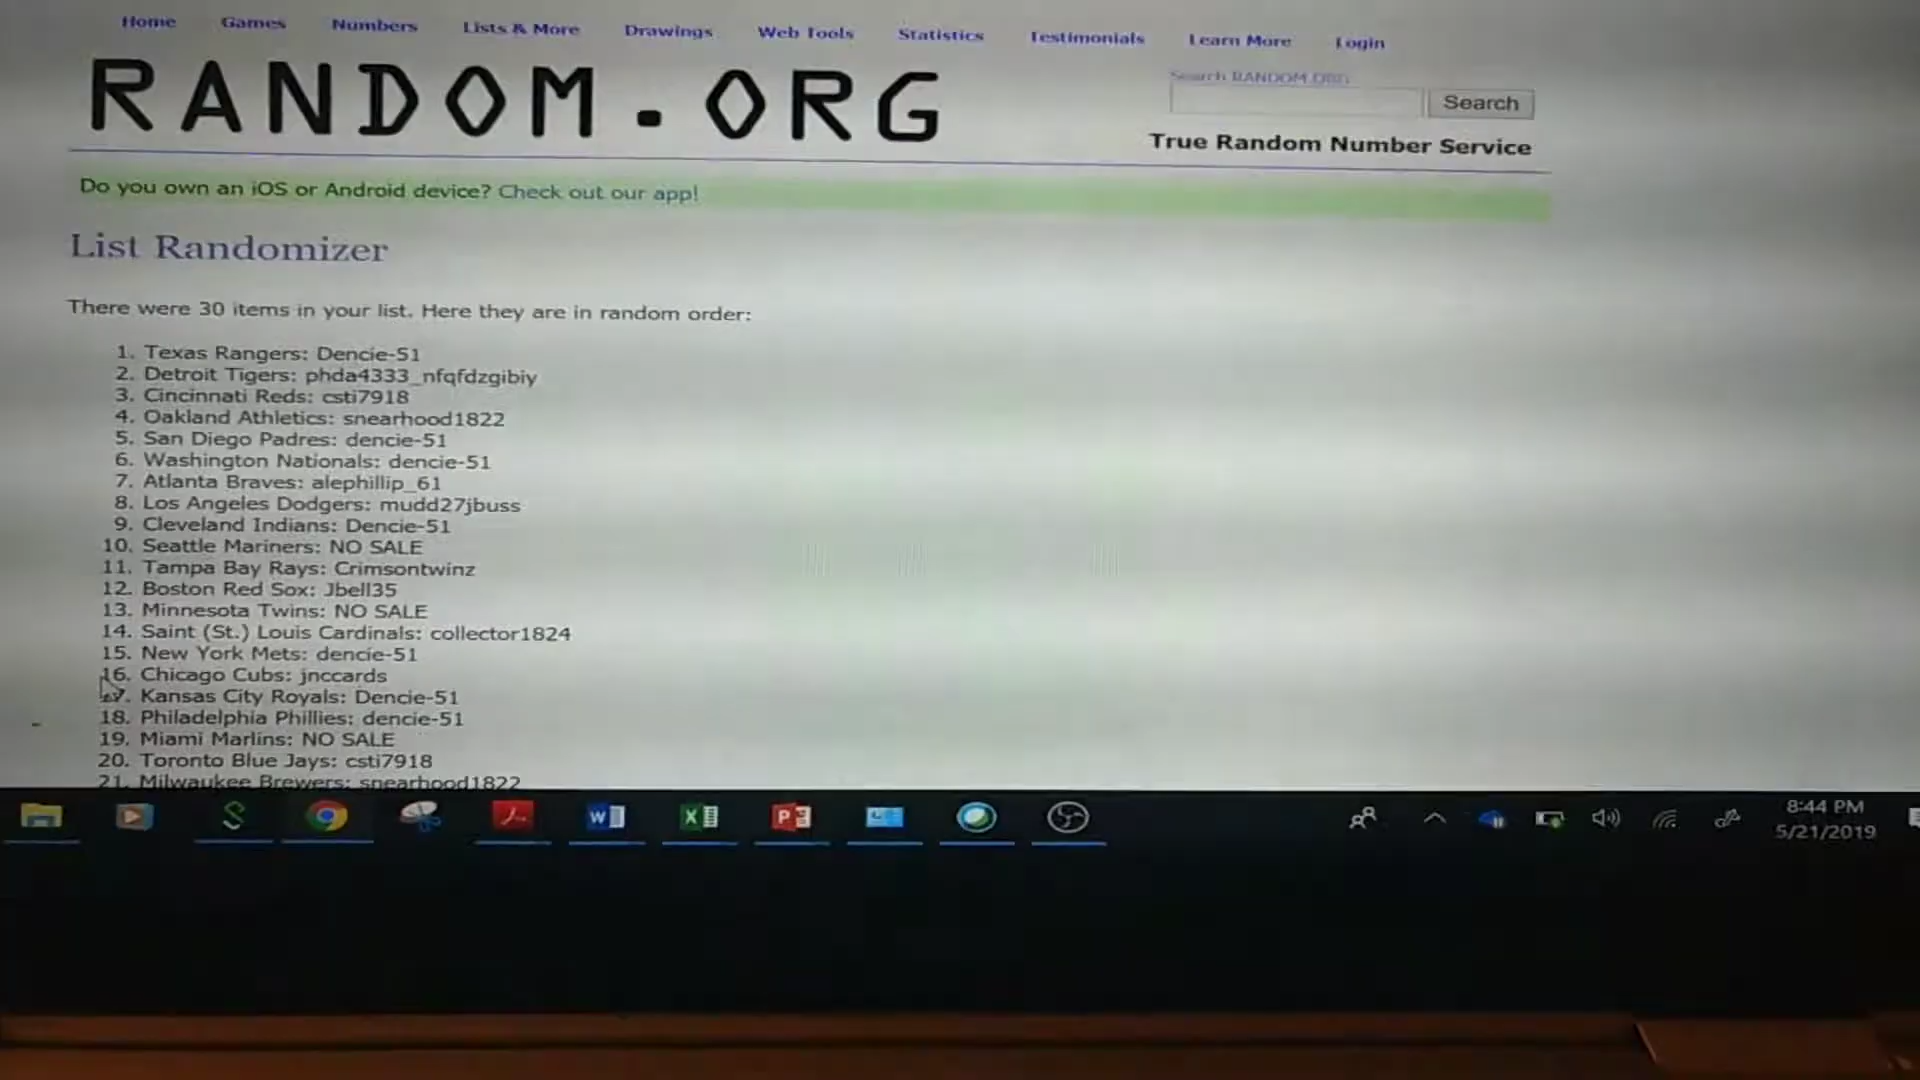 Home Games Numbers Lists & More Drawings Web Tools Statistics Testimonials Learn More Login
RANDOM.ORG
Search RANDOM.ORG
Search
True Random Number Service
Do you own an iOS or Android device? Check out our app!
List Randomizer
There were 30 items in your list. Here they are in random order:
1. Texas Rangers: Dencie-51
2. Detroit Tigers: phda4333_nfqfdzgibiy
3. Cincinnati Reds: csti7918
4. Oakland Athletics: snearhood1822
5. San Diego Padres: dencie-51
6. Washington Nationals: dencie-51
7. Atlanta Braves: alephillip_61
8. Los Angeles Dodgers: mudd27jbuss
9. Cleveland Indians: Dencie-51
10. Seattle Mariners: NO SALE
11. Tampa Bay Rays: Crimsontwinz
12. Boston Red Sox: Jbell35
13. Minnesota Twins: NO SALE
14. Saint (St.) Louis Cardinals: collector1824
15. New York Mets: dencie-51
16. Chicago Cubs: jnccards
17. Kansas City Royals: Dencie-51
18. Philadelphia Phillies: dencie-51
19. Miami Marlins: NO SALE
20. Toronto Blue Jays: csti7918
21. Milwaukee Brewers: snearhood1822
8:44 PM
5/21/2019